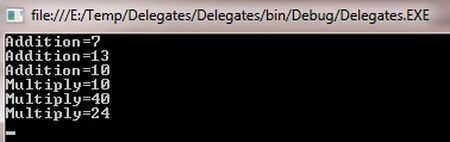 file:///E:/Temp/Delegates/Delegates/bin/Debug/Delegates.EXE
Addition=7
Addition=13
Addition=10
Multiply=10
Multiply=40
Multiply=24